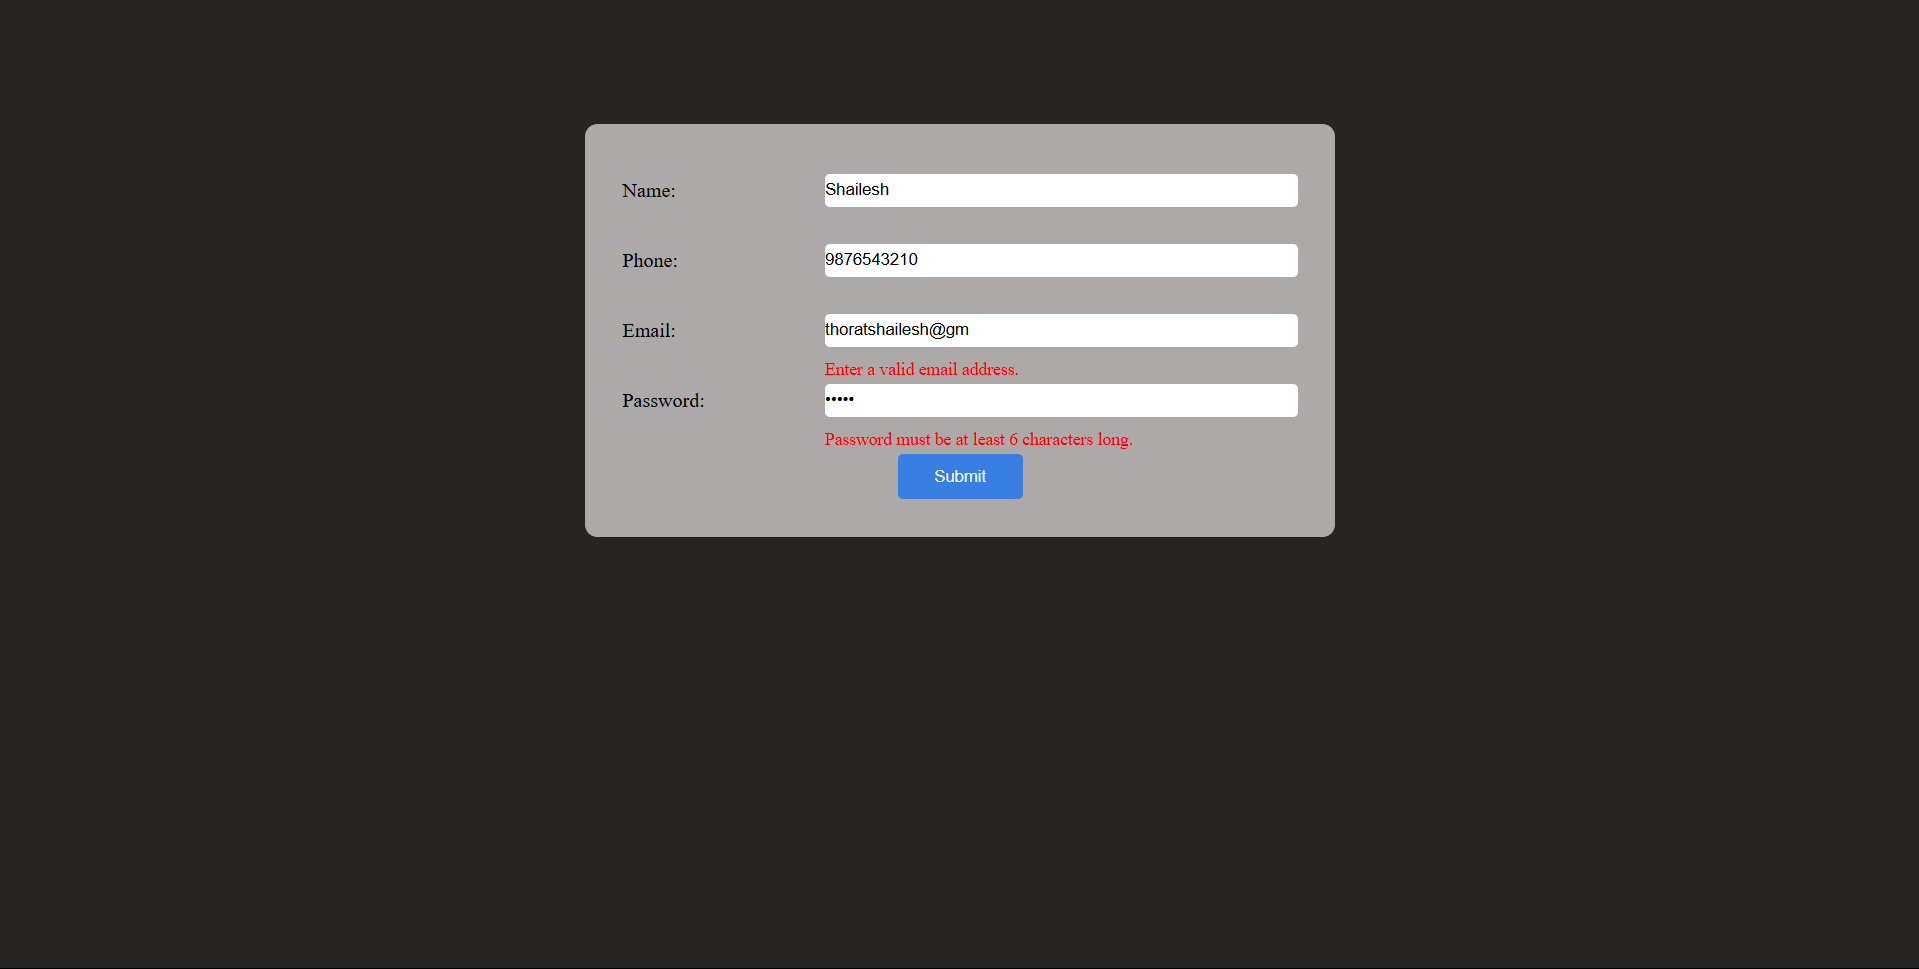 Name: Shailesh
Phone: 9876543210
Email: thoratshailesh@gm
Enter a valid email address.
Password: •••••
Password must be at least 6 characters long.
Submit